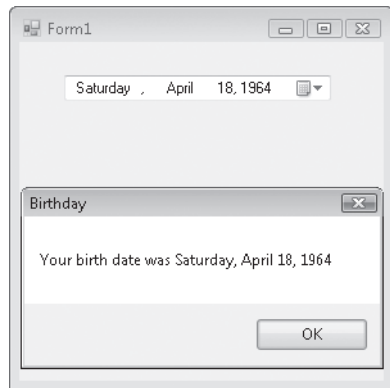 Form1
Saturday , April 18, 1964
Birthday
Your birth date was Saturday, April 18, 1964
OK